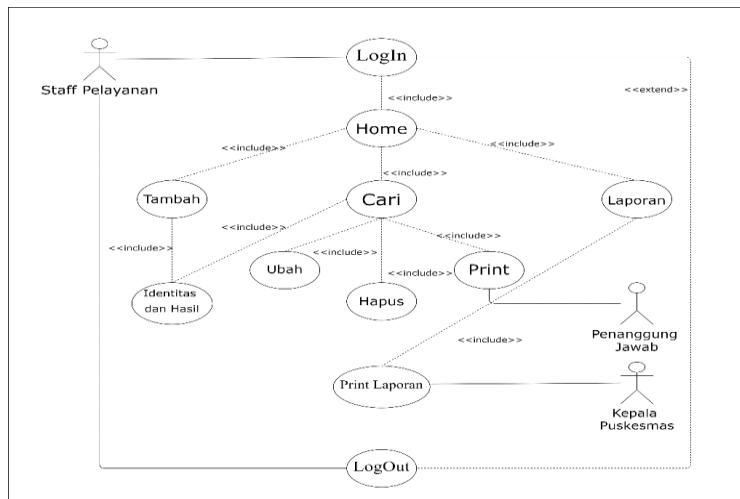 LogIn
Staff Pelayanan
<<extend>>
<<include>>
Home
<<include>>
<<include>>
<<include>>
Tambah
Cari
Laporan
<<include>>
<<include>>
<<include>>
<<include>>
Ubah
Print
<<include>>
Identitas
dan Hasil
Hapus
Penanggung
Jawab
<<include>>
Print Laporan
Kepala
Puskesmas
LogOut